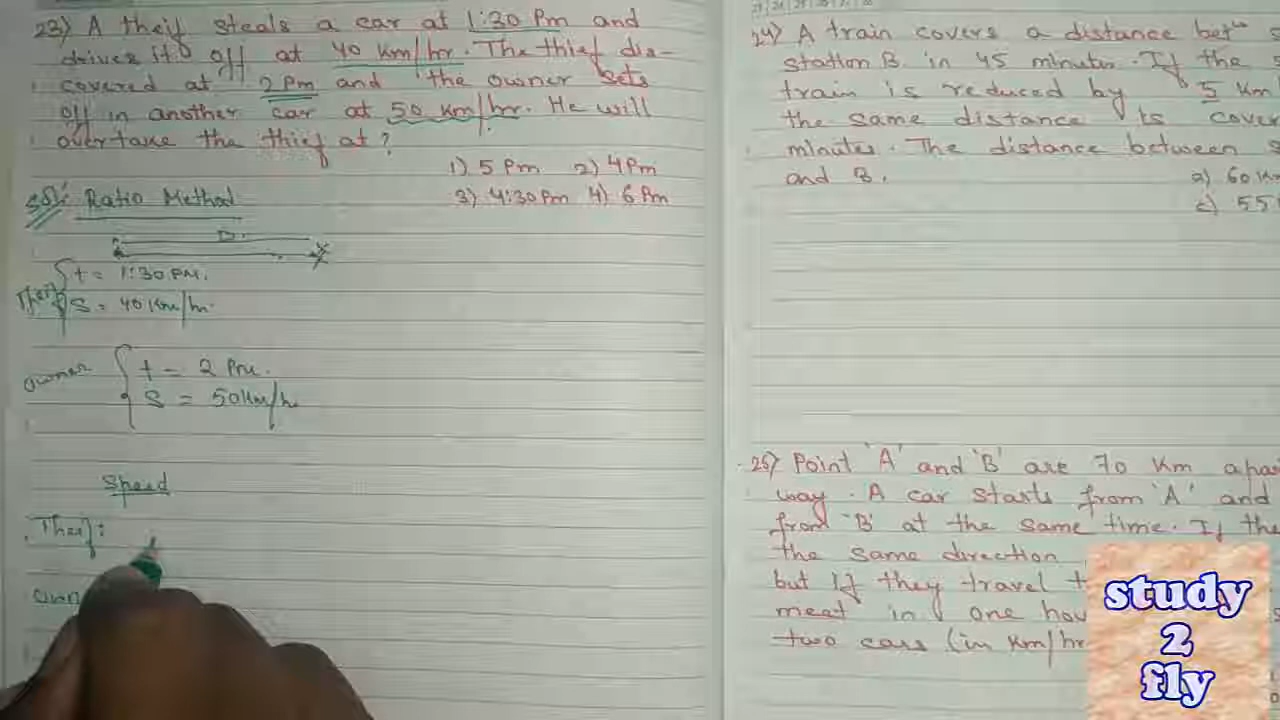 23) A theif steals a car at 1:30 Pm and
drives it off at 40 km/hr. The thief dis-
covered at 2 Pm and the owner sets
off in another car at 50 km/hr. He will
overtake the thief at?
1) 5 Pm 2) 4 Pm
3) 4:30 Pm 4) 6 Pm
Sol: Ratio Method
D
Theif t = 1:30 PM.
S = 40 Km/hr.
owner t = 2 Pm.
S = 50 km/hr
Speed
Theif:
24) A train covers a distance betn
station B. in 45 minutes. If the
train is reduced by 5 Km
the same distance is cover
minutes. The distance between
and B.
a) 60 Km
c) 55
25) Point 'A' and 'B' are 70 Km apa
way. A car starts from 'A' and
from 'B' at the same time. If the
the same direction
but if they travel
meat in one hou
two cars (in km/hr
study
2
fly